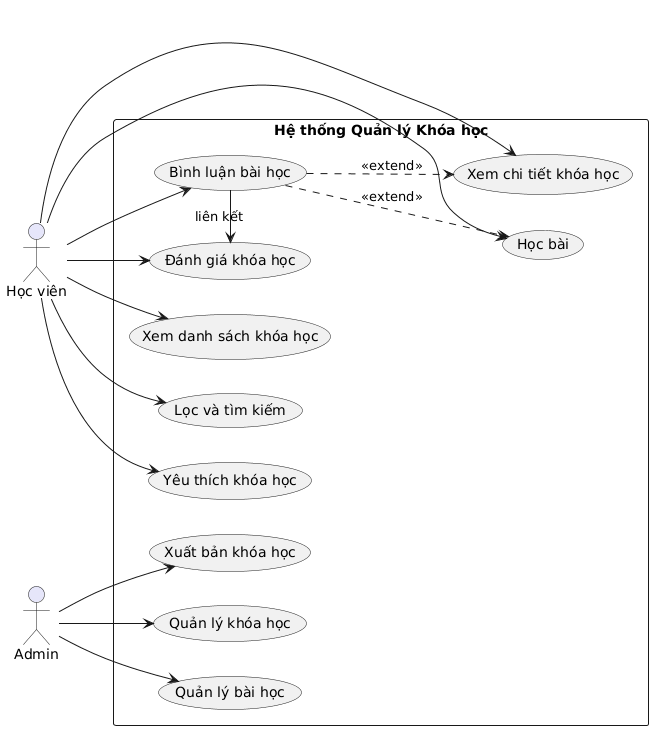 Hệ thống Quản lý Khóa học
Bình luận bài học
«extend»
Xem chi tiết khóa học
«extend»
liên kết
Học bài
Học viên
Đánh giá khóa học
Xem danh sách khóa học
Lọc và tìm kiếm
Yêu thích khóa học
Xuất bản khóa học
Quản lý khóa học
Admin
Quản lý bài học